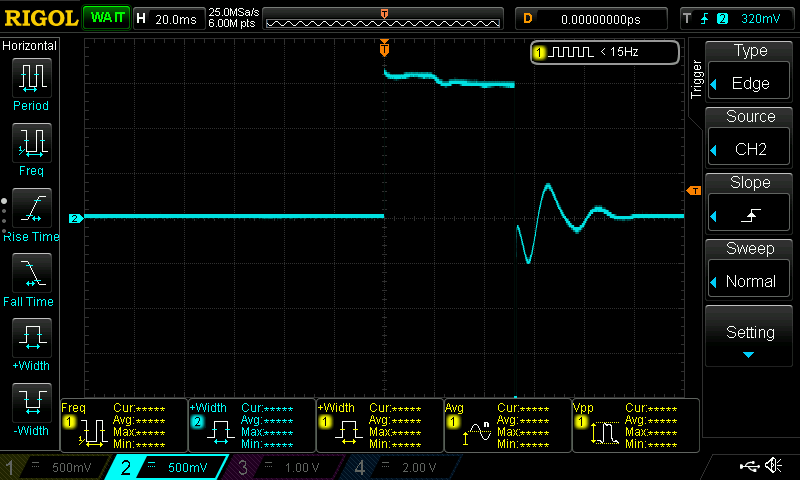 RIGOL WAIT H 20.0ms 25.0MSa/s 6.00M pts T D 0.00000000ps T 2 320mV
Horizontal
Period
Freq
Rise Time
Fall Time
+Width
-Width
T
1 < 15Hz
2
T
Trigger
Type
Edge
Source
CH2
Slope
Sweep
Normal
Setting
Freq Cur:*****
1 Avg:*****
Max:*****
Min:*****
+Width Cur:*****
2 Avg:*****
Max:*****
Min:*****
+Width Cur:*****
1 Avg:*****
Max:*****
Min:*****
Avg Cur:*****
1 n Avg:*****
Max:*****
Min:*****
Vpp Cur:*****
1 Avg:*****
Max:*****
Min:*****
1 500mV 2 500mV 3 1.00 V 4 2.00 V